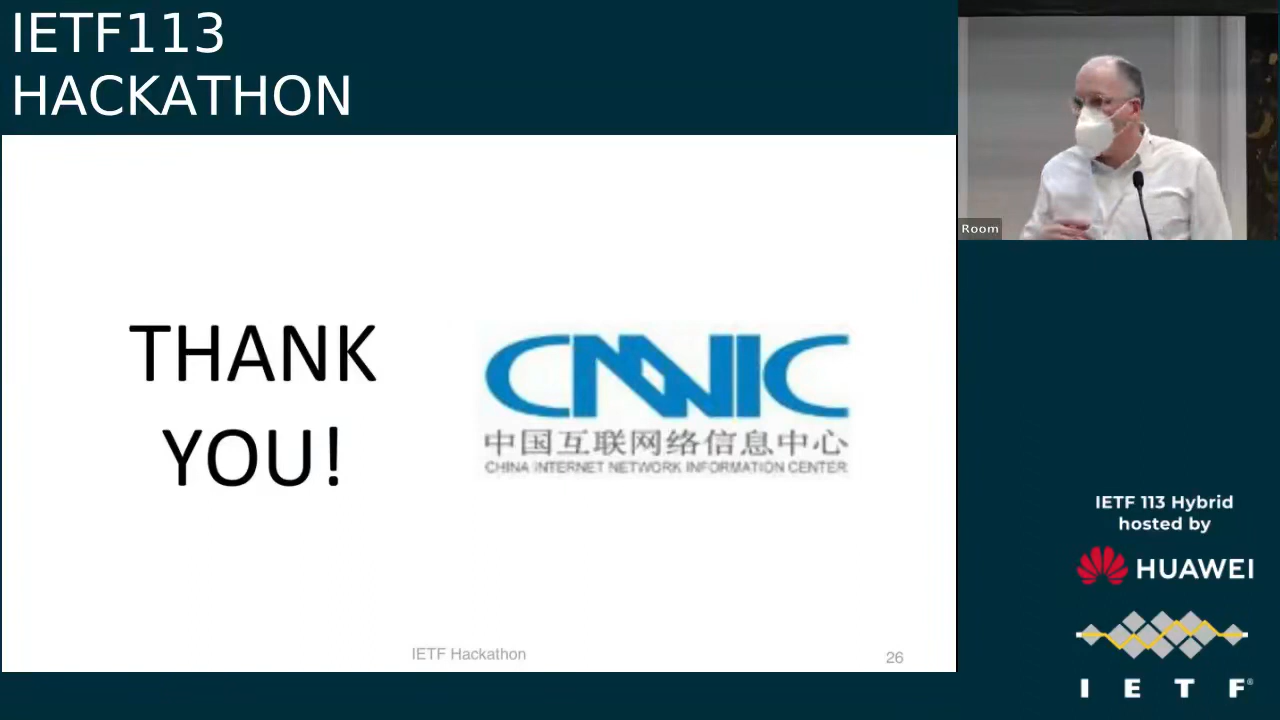 IETF113
HACKATHON
THANK
YOU!
CNNIC
中国互联网络信息中心
CHINA INTERNET NETWORK INFORMATION CENTER
IETF Hackathon
26
Room
IETF 113 Hybrid
hosted by
HUAWEI
I E T F®